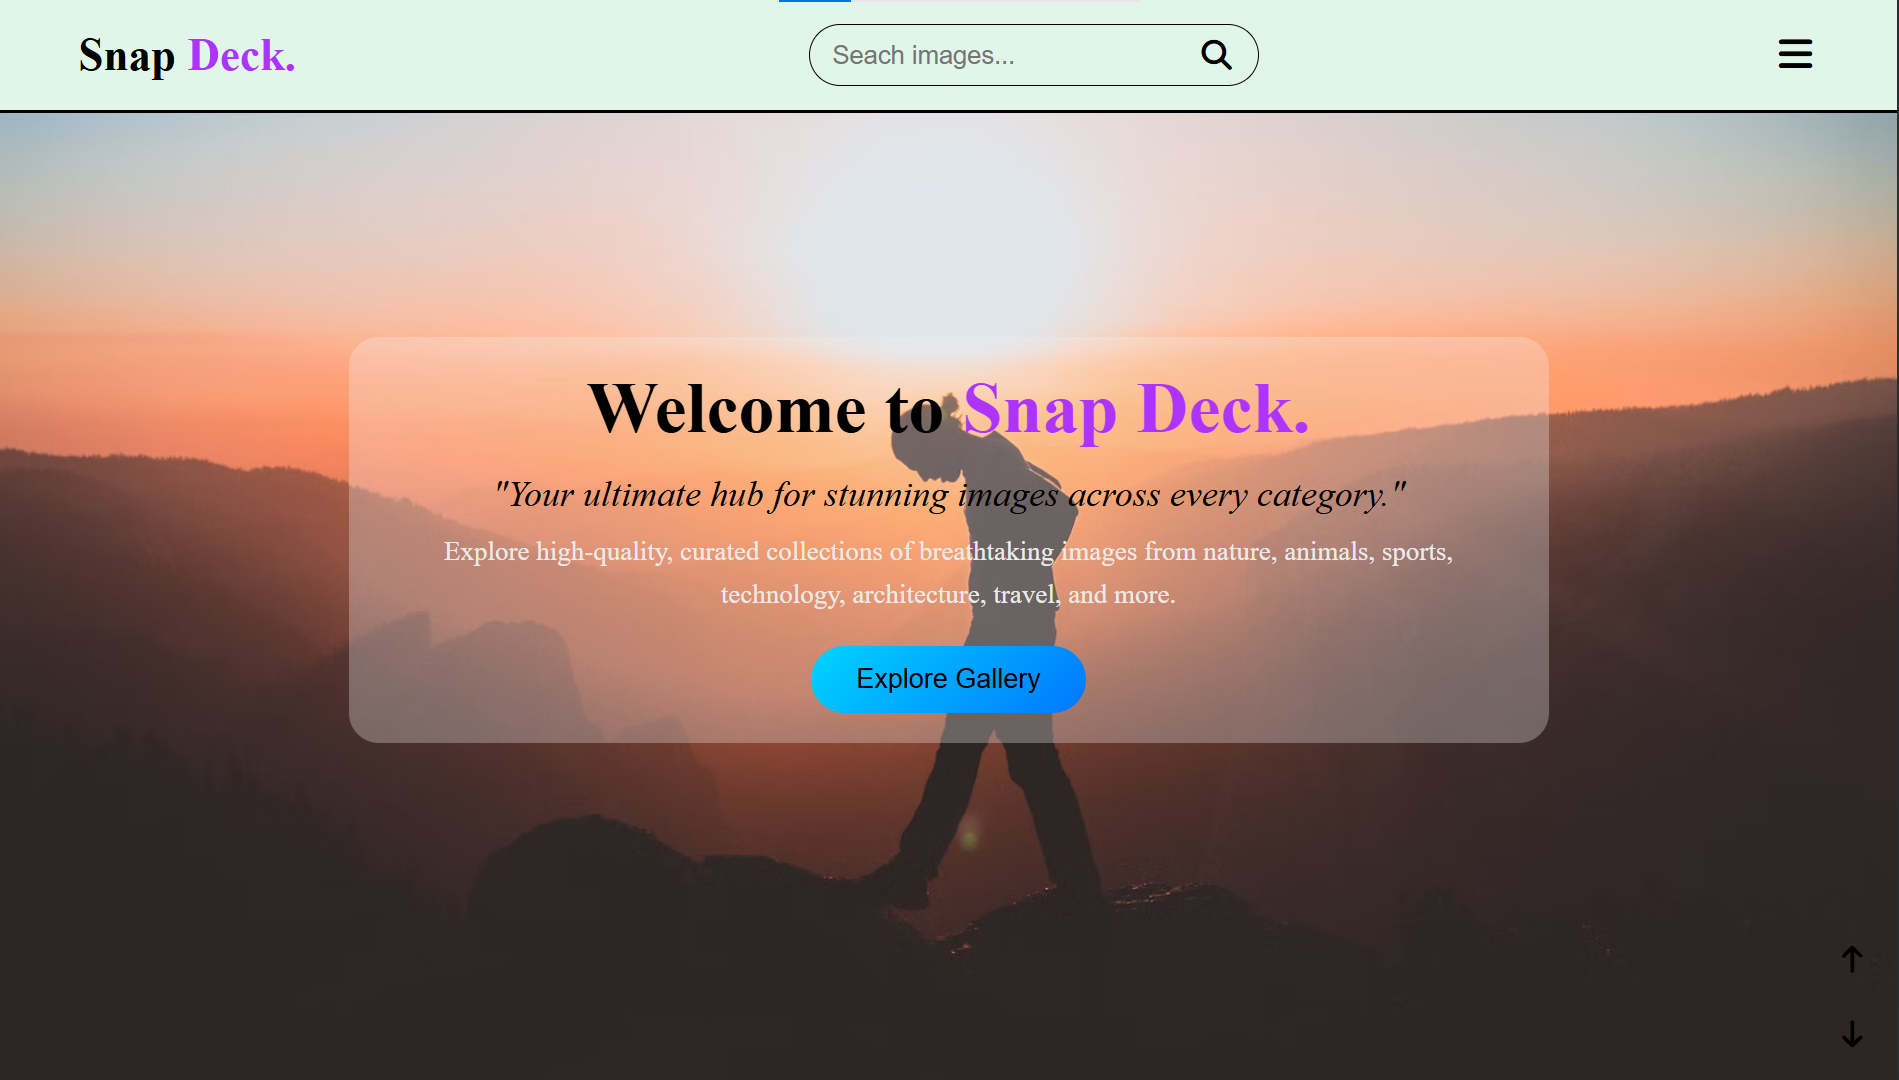 Snap Deck.
Seach images...
Welcome to Snap Deck.
"Your ultimate hub for stunning images across every category."
Explore high-quality, curated collections of breathtaking images from nature, animals, sports,
technology, architecture, travel, and more.
Explore Gallery